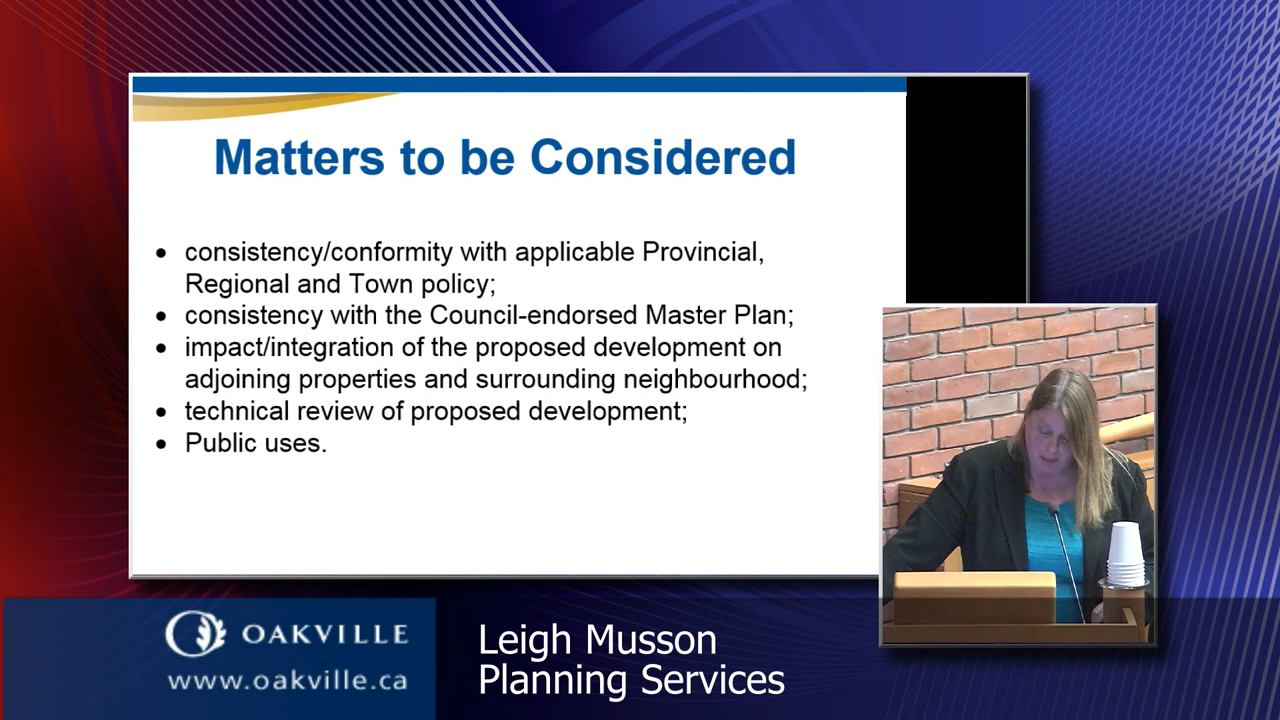 Matters to be Considered
• consistency/conformity with applicable Provincial,
Regional and Town policy;
• consistency with the Council-endorsed Master Plan;
• impact/integration of the proposed development on
adjoining properties and surrounding neighbourhood;
• technical review of proposed development;
• Public uses.
OAKVILLE
www.oakville.ca
Leigh Musson
Planning Services